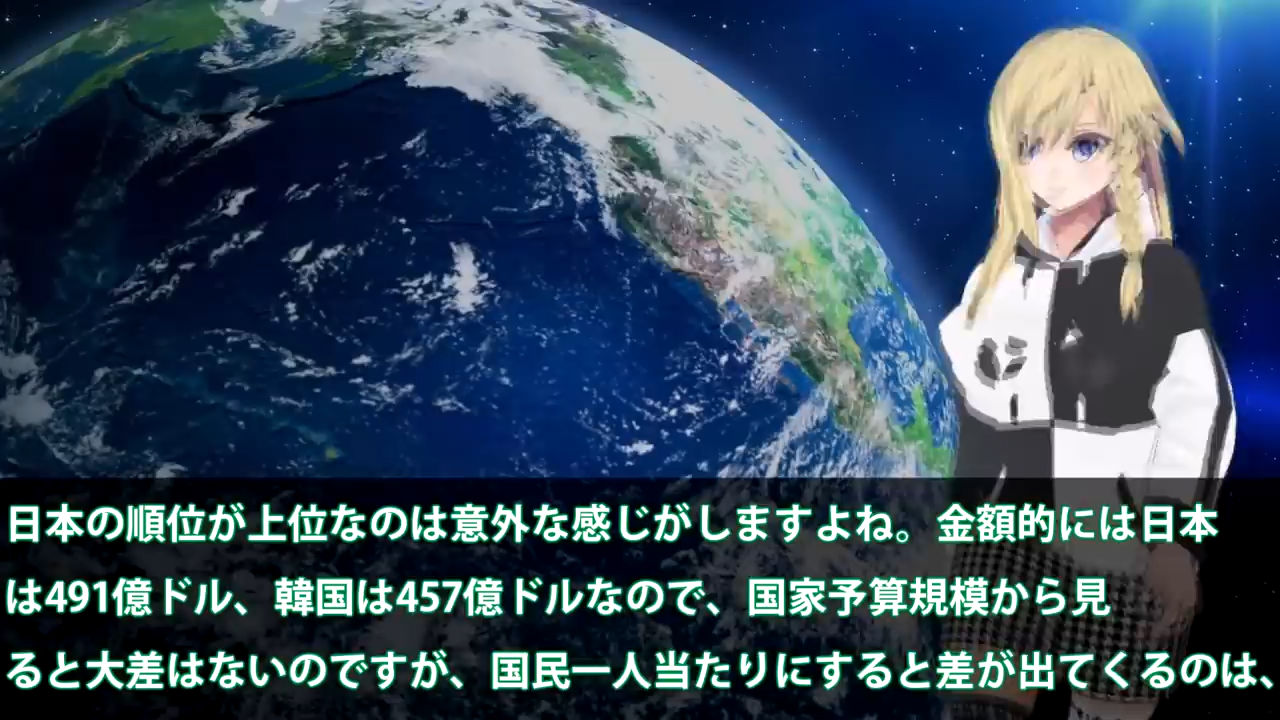 日本の順位が上位なのは意外な感じがしますよね。金額的には日本
は491億ドル、韓国は457億ドルなので、国家予算規模から見
ると大差はないのですが、国民一人当たりにすると差が出てくるのは、